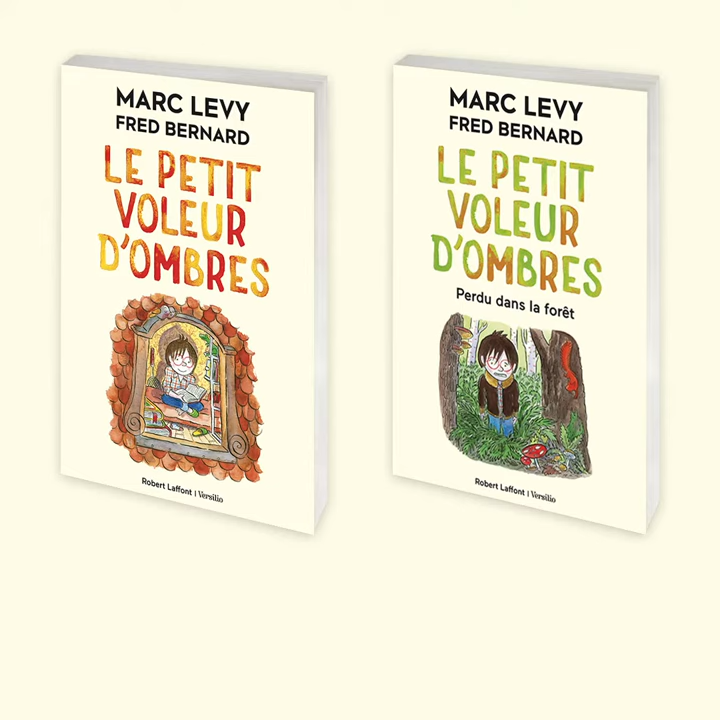 MARC LEVY
FRED BERNARD
LE PETIT
VOLEUR
D'OMBRES
Robert Laffont | Versilio
MARC LEVY
FRED BERNARD
LE PETIT
VOLEUR
D'OMBRES
Perdu dans la forêt
Robert Laffont | Versilio